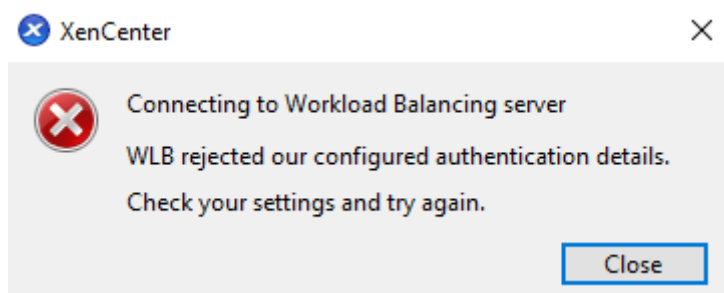 XenCenter
Connecting to Workload Balancing server
WLB rejected our configured authentication details.
Check your settings and try again.
Close